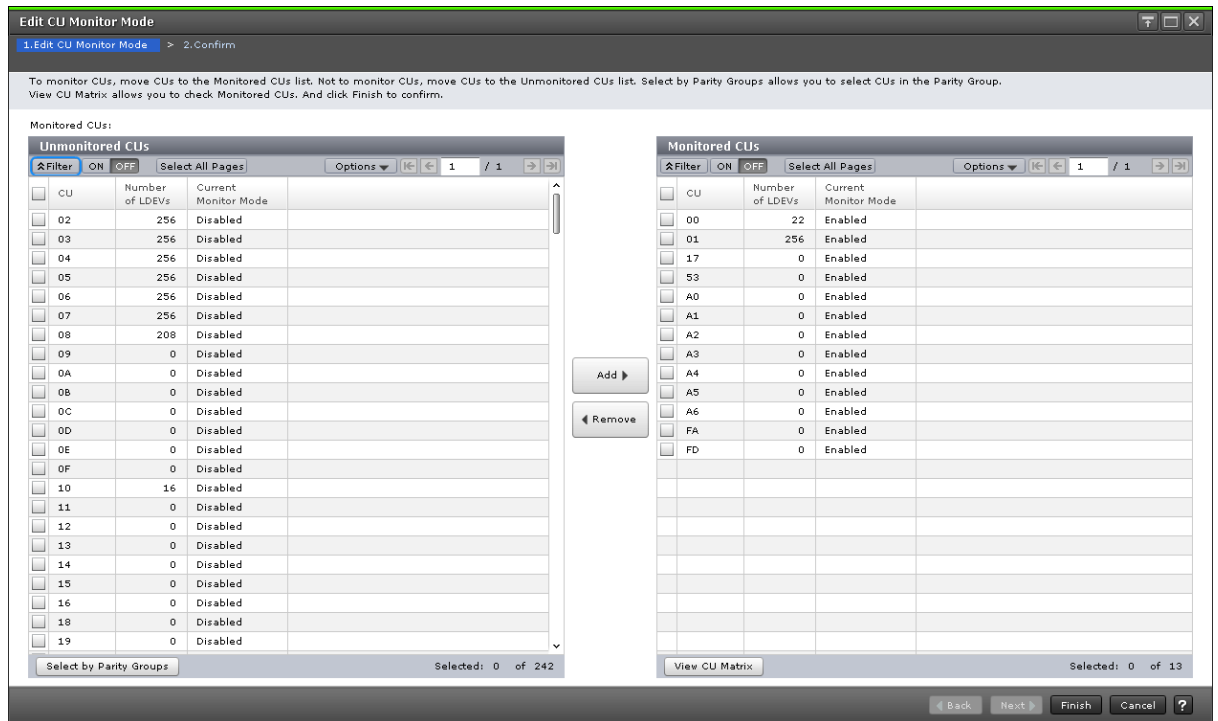 Edit CU Monitor Mode
1.Edit CU Monitor Mode > 2.Confirm
To monitor CUs, move CUs to the Monitored CUs list. Not to monitor CUs, move CUs to the Unmonitored CUs list. Select by Parity Groups allows you to select CUs in the Parity Group.
View CU Matrix allows you to check Monitored CUs. And click Finish to confirm.
Monitored CUs:
Unmonitored CUs
Filter ON OFF Select All Pages Options 1 / 1
CU Number of LDEVs Current Monitor Mode
02 256 Disabled
03 256 Disabled
04 256 Disabled
05 256 Disabled
06 256 Disabled
07 256 Disabled
08 208 Disabled
09 0 Disabled
0A 0 Disabled
0B 0 Disabled
0C 0 Disabled
0D 0 Disabled
0E 0 Disabled
0F 0 Disabled
10 16 Disabled
11 0 Disabled
12 0 Disabled
13 0 Disabled
14 0 Disabled
15 0 Disabled
16 0 Disabled
18 0 Disabled
19 0 Disabled
Select by Parity Groups Selected: 0 of 242
Add
Remove
Monitored CUs
Filter ON OFF Select All Pages Options 1 / 1
CU Number of LDEVs Current Monitor Mode
00 22 Enabled
01 256 Enabled
17 0 Enabled
53 0 Enabled
A0 0 Enabled
A1 0 Enabled
A2 0 Enabled
A3 0 Enabled
A4 0 Enabled
A5 0 Enabled
A6 0 Enabled
FA 0 Enabled
FD 0 Enabled
View CU Matrix Selected: 0 of 13
Back Next Finish Cancel ?